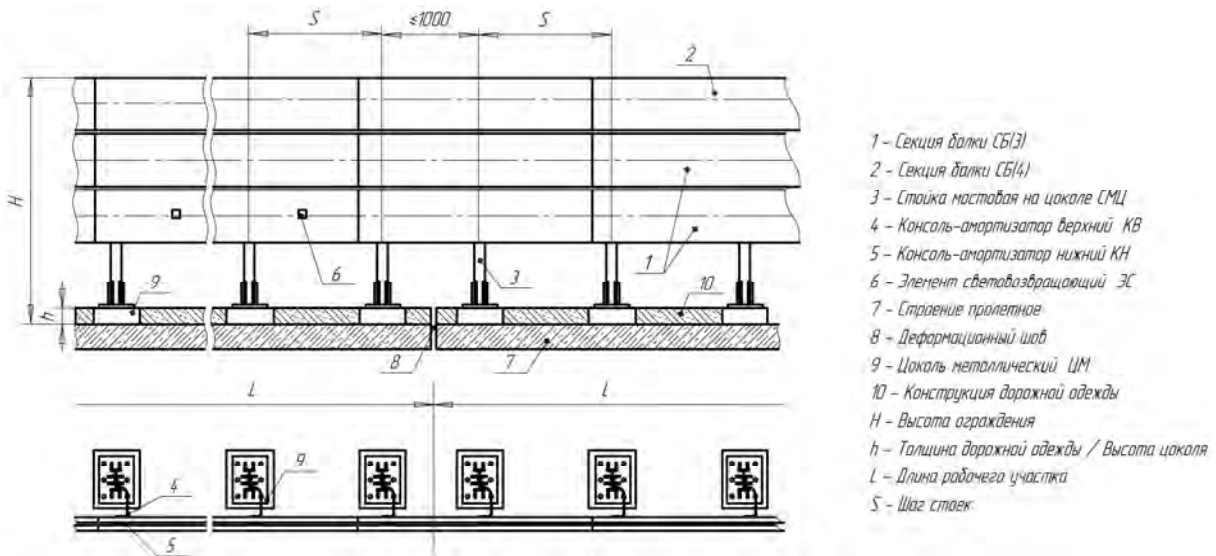 S
≤1000
S
2
H
6
3
1
9
10
h
8
7
L
L
9
4
5
1 - Секция балки СБ(3)
2 - Секция балки СБ(4)
3 - Стойка мостовая на цоколе СМЦ
4 - Консоль-амортизатор верхний КВ
5 - Консоль-амортизатор нижний КН
6 - Элемент световозвращающий ЭС
7 - Строение пролетное
8 - Деформационный шов
9 - Цоколь металлический ЦМ
10 - Конструкция дорожной одежды
H - Высота ограждения
h - Толщина дорожной одежды / Высота цоколя
L - Длина рабочего участка
S - Шаг стоек